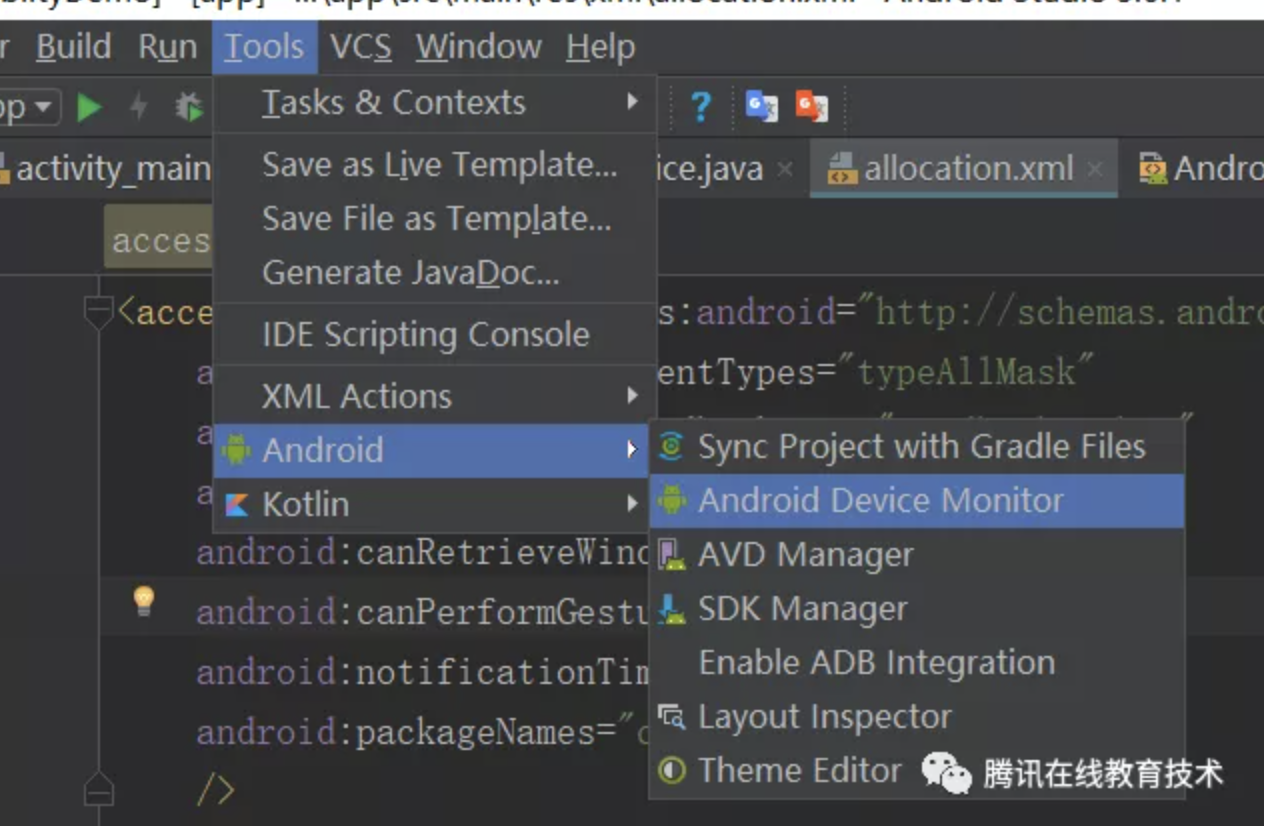 Build Run Tools VCS Window Help
Tasks & Contexts
activity_main
Save as Live Template...
ice.java
allocation.xml
Andro
Save File as Template...
acces
Generate JavaDoc...
<acce
s:android="http://schemas.andro
IDE Scripting Console
entTypes="typeAllMask"
XML Actions
Android
Sync Project with Gradle Files
Android Device Monitor
Kotlin
android:canRetrieveWind
AVD Manager
android:canPerformGestu
SDK Manager
android:notificationTim
Enable ADB Integration
android:packageNames="c
Layout Inspector
/>
Theme Editor
腾讯在线教育技术